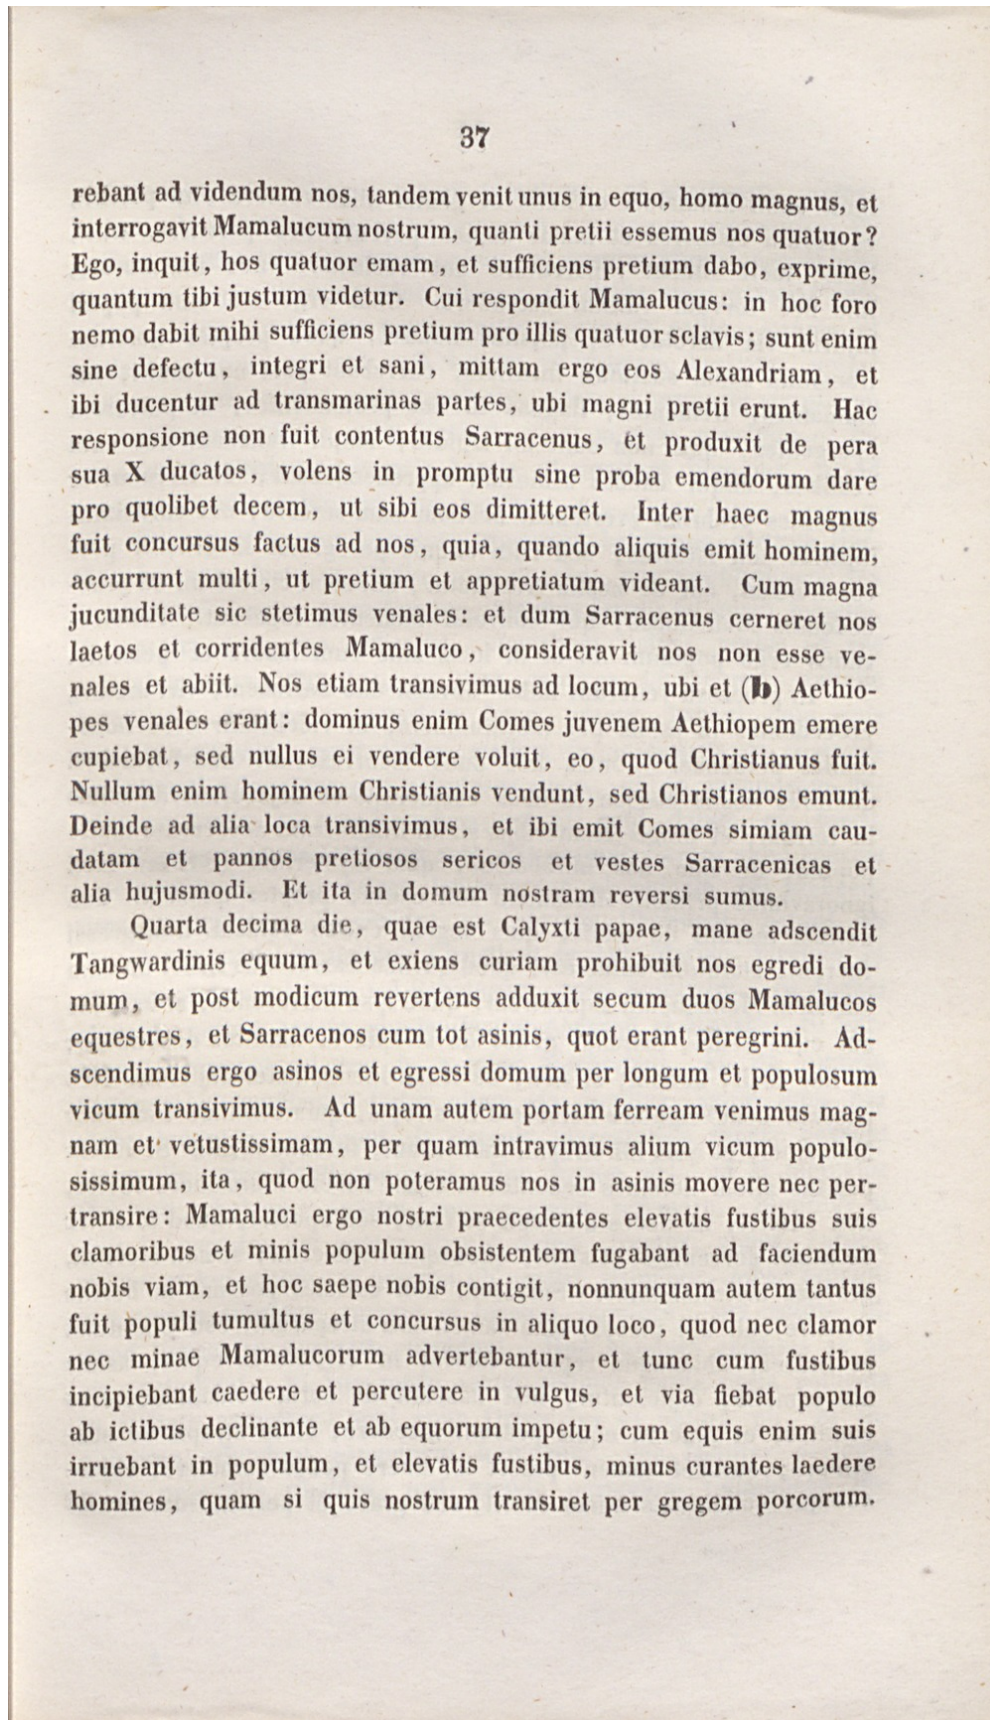 37
rebant ad videndum nos, tandem venit unus in equo, homo magnus, et
interrogavit Mamalucum nostrum, quanti pretii essemus nos quatuor?
Ego, inquit, hos quatuor emam, et sufficiens pretium dabo, exprime,
quantum tibi justum videtur. Cui respondit Mamalucus: in hoc foro
nemo dabit mihi sufficiens pretium pro illis quatuor sclavis; sunt enim
sine defectu, integri et sani, mittam ergo eos Alexandriam, et
ibi ducentur ad transmarinas partes, ubi magni pretii erunt. Hac
responsione non fuit contentus Sarracenus, et produxit de pera
sua X ducatos, volens in promptu sine proba emendorum dare
pro quolibet decem, ut sibi eos dimitteret. Inter haec magnus
fuit concursus factus ad nos, quia, quando aliquis emit hominem,
accurrunt multi, ut pretium et appretiatum videant. Cum magna
jucunditate sic stetimus venales: et dum Sarracenus cerneret nos
laetos et corridentes Mamaluco, consideravit nos non esse ve-
nales et abiit. Nos etiam transivimus ad locum, ubi et (b) Aethio-
pes venales erant: dominus enim Comes juvenem Aethiopem emere
cupiebat, sed nullus ei vendere voluit, eo, quod Christianus fuit.
Nullum enim hominem Christianis vendunt, sed Christianos emunt.
Deinde ad alia loca transivimus, et ibi emit Comes simiam cau-
datam et pannos pretiosos sericos et vestes Sarracenicas et
alia hujusmodi. Et ita in domum nostram reversi sumus.
Quarta decima die, quae est Calyxti papae, mane adscendit
Tangwardinis equum, et exiens curiam prohibuit nos egredi do-
mum, et post modicum revertens adduxit secum duos Mamalucos
equestres, et Sarracenos cum tot asinis, quot erant peregrini. Ad-
scendimus ergo asinos et egressi domum per longum et populosum
vicum transivimus. Ad unam autem portam ferream venimus mag-
nam et vetustissimam, per quam intravimus alium vicum populo-
sissimum, ita, quod non poteramus nos in asinis movere nec per-
transire: Mamaluci ergo nostri praecedentes elevatis fustibus suis
clamoribus et minis populum obsistentem fugabant ad faciendum
nobis viam, et hoc saepe nobis contigit, nonnunquam autem tantus
fuit populi tumultus et concursus in aliquo loco, quod nec clamor
nec minae Mamalucorum advertebantur, et tunc cum fustibus
incipiebant caedere et percutere in vulgus, et via fiebat populo
ab ictibus declinante et ab equorum impetu; cum equis enim suis
irruebant in populum, et elevatis fustibus, minus curantes laedere
homines, quam si quis nostrum transiret per gregem porcorum.